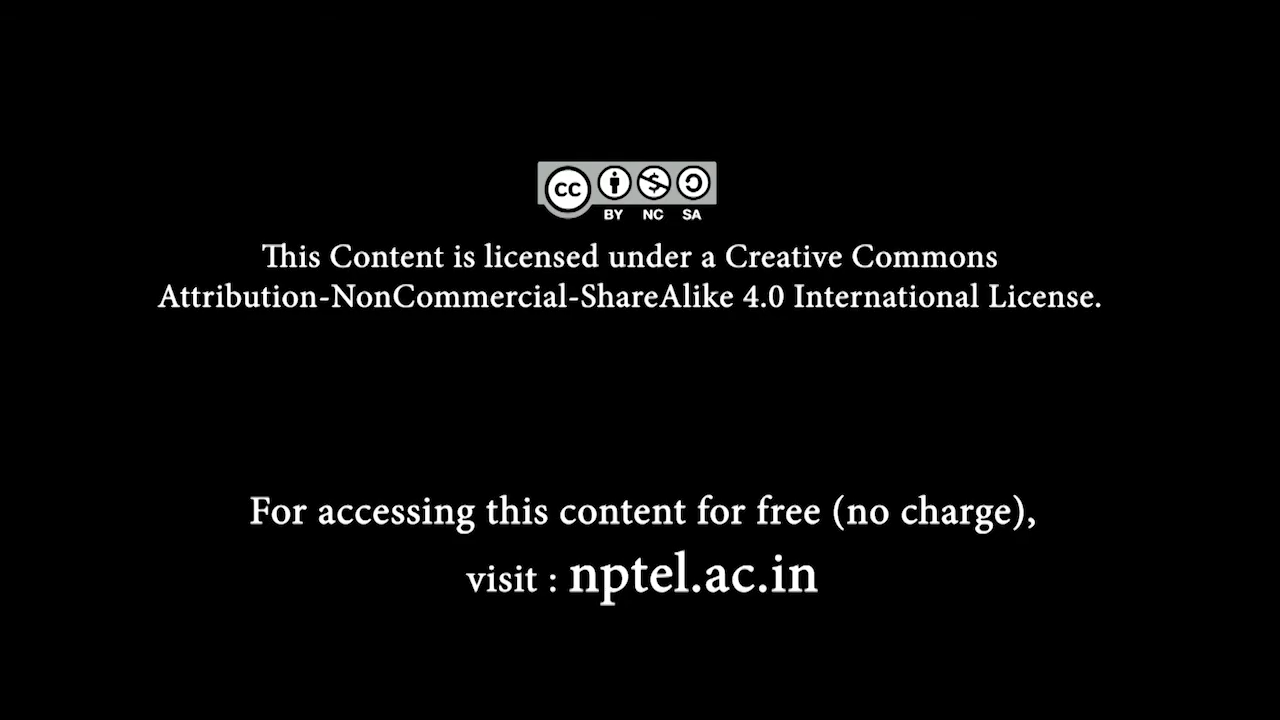 cc BY NC SA
This Content is licensed under a Creative Commons
Attribution-NonCommercial-ShareAlike 4.0 International License.
For accessing this content for free (no charge),
visit : nptel.ac.in